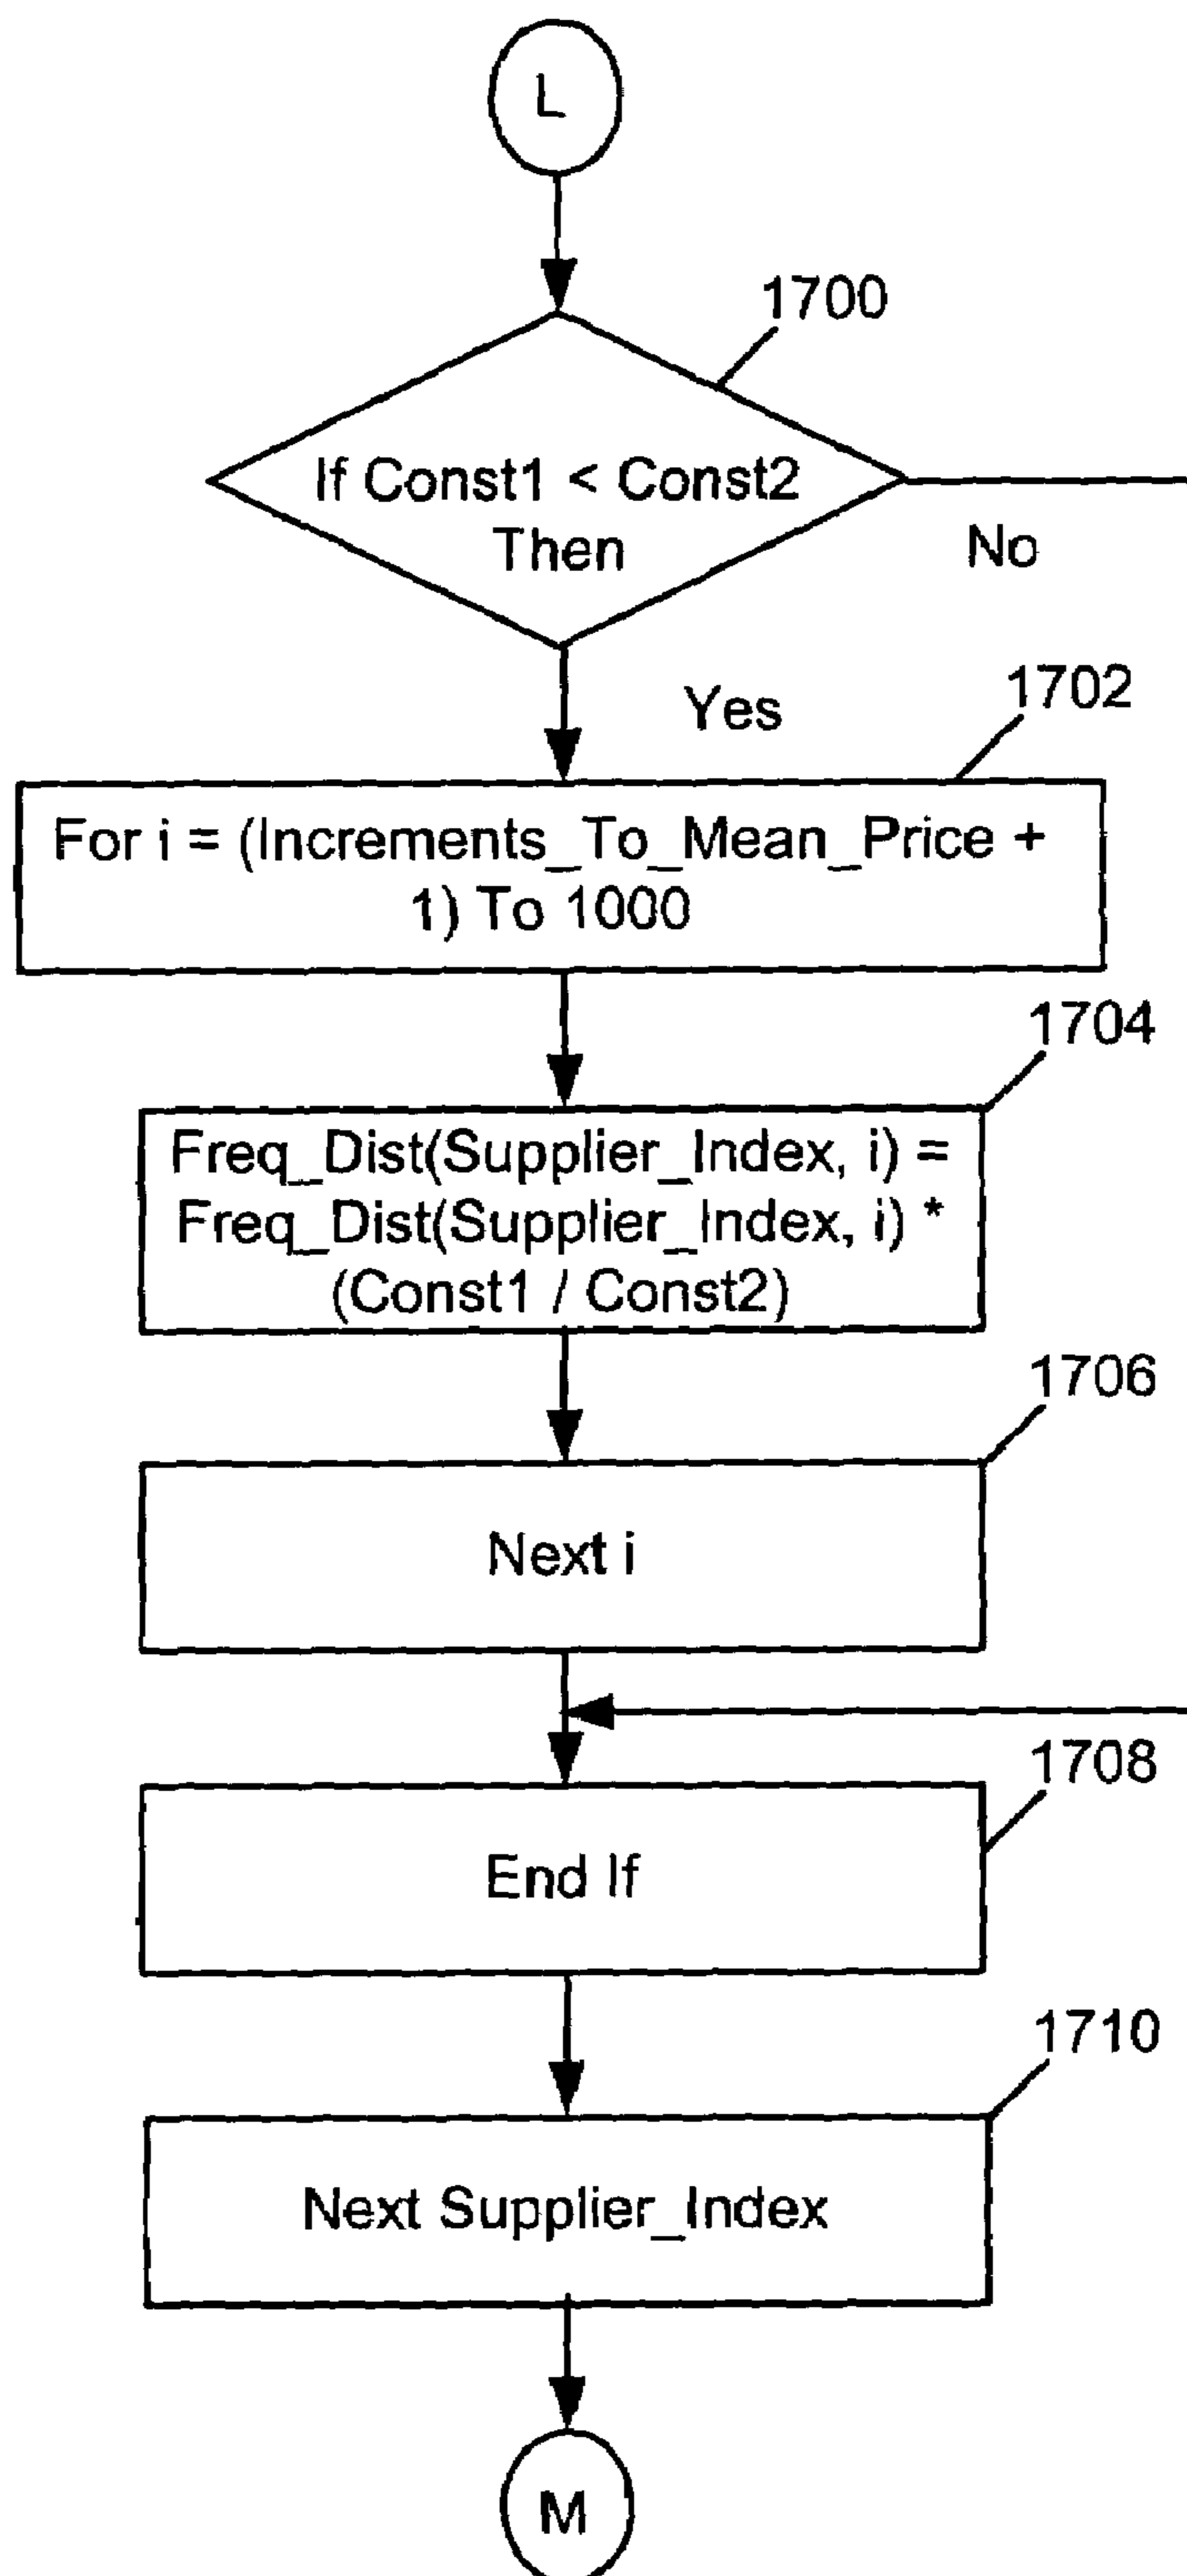 L
1700
If Const1 < Const2
Then
No
Yes
1702
For i = (Increments_To_Mean_Price +
1) To 1000
1704
Freq_Dist(Supplier_Index, i) =
Freq_Dist(Supplier_Index, i) *
(Const1 / Const2)
1706
Next i
1708
End If
1710
Next Supplier_Index
M